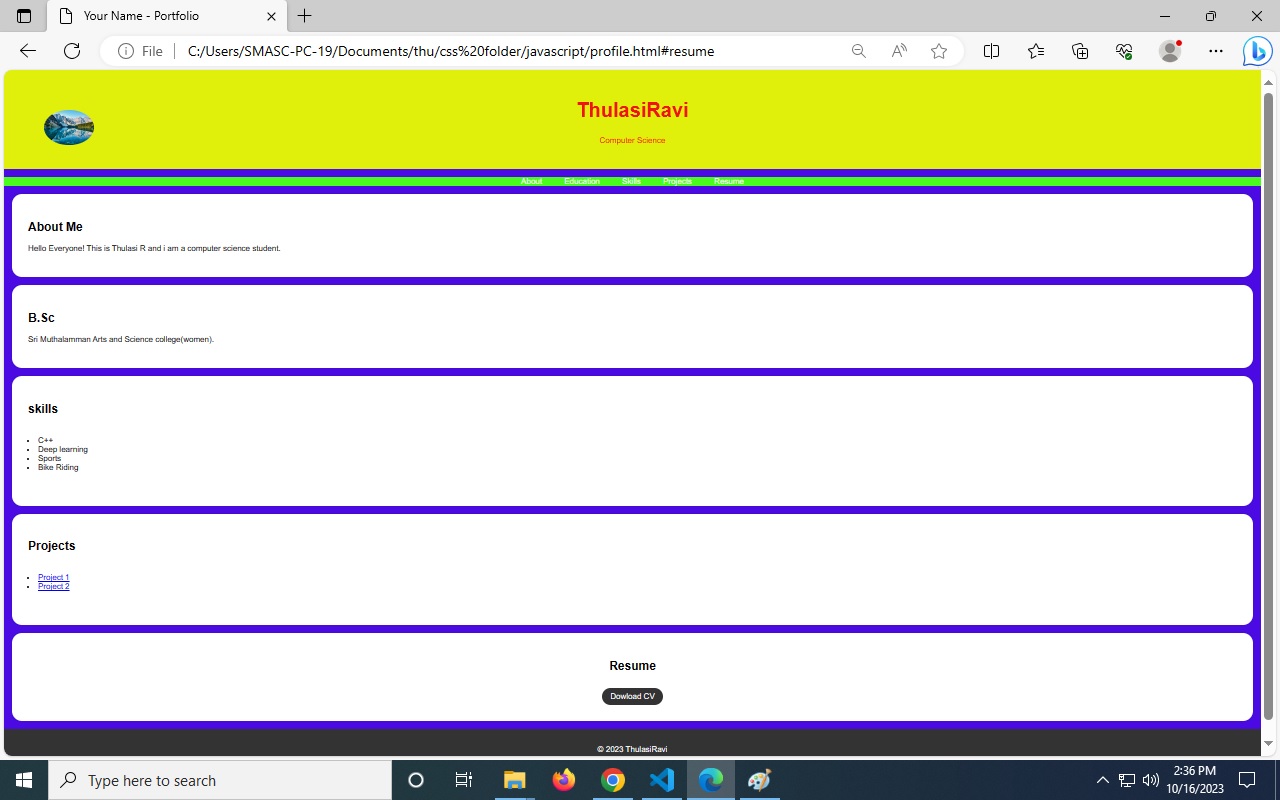 Your Name - Portfolio
File
C:/Users/SMASC-PC-19/Documents/thu/css%20folder/javascript/profile.html#resume
ThulasiRavi
Computer Science
About Education Skills Projects Resume
About Me
Hello Everyone! This is Thulasi R and i am a computer science student.
B.Sc
Sri Muthalamman Arts and Science college(women).
skills
C++
Deep learning
Sports
Bike Riding
Projects
Project 1
Project 2
Resume
Dowload CV
© 2023 ThulasiRavi
Type here to search
2:36 PM
10/16/2023